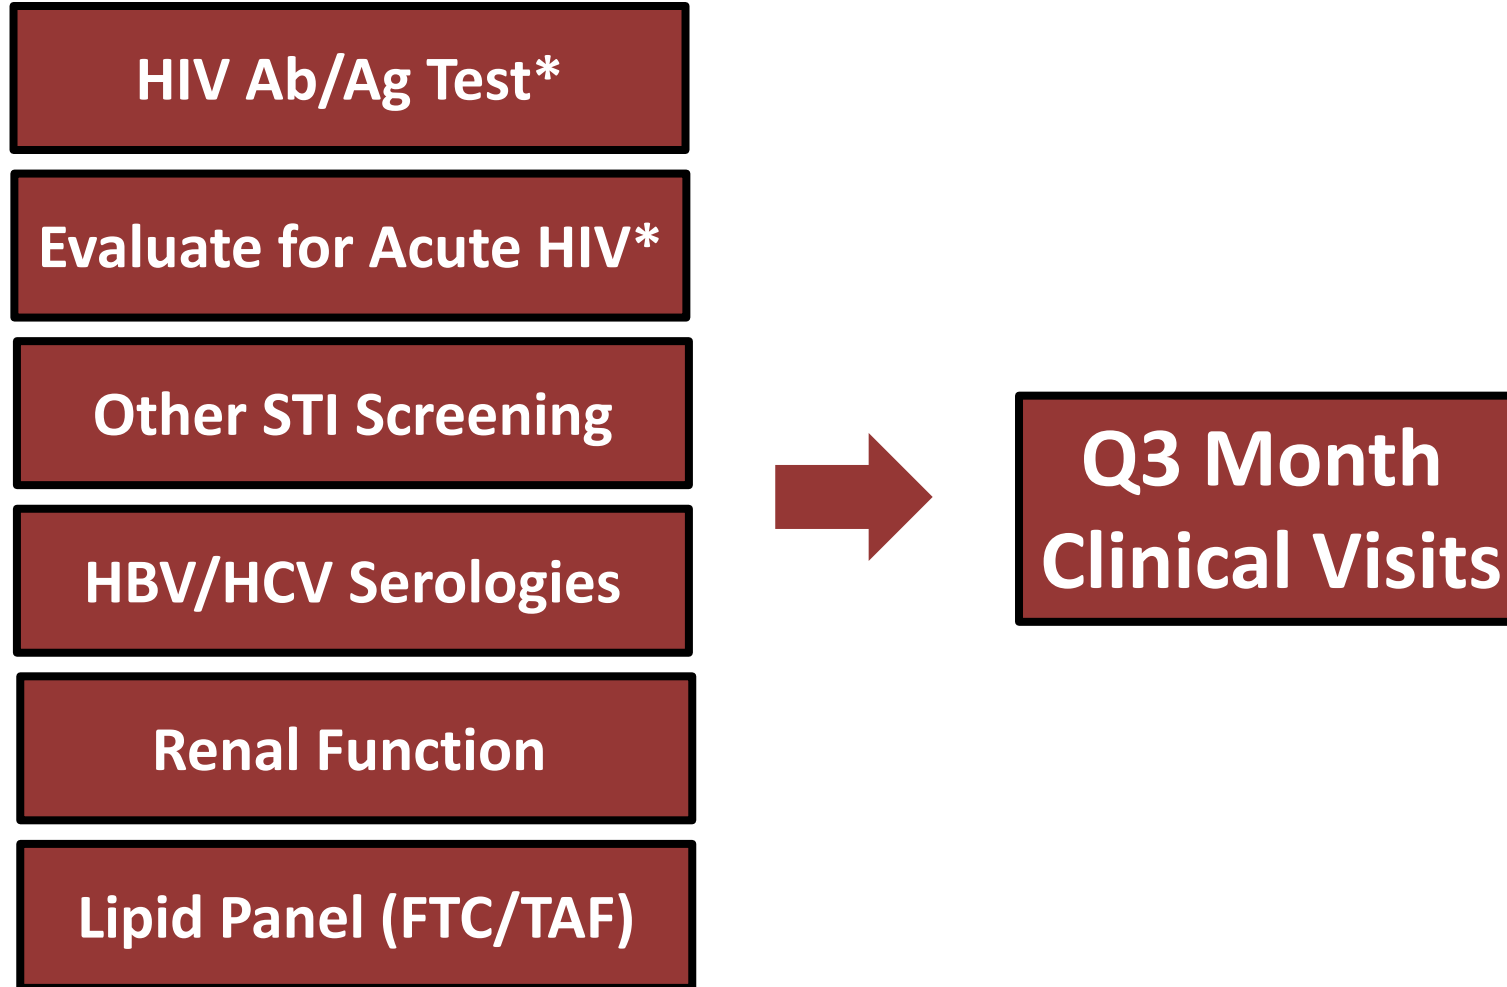 HIV Ab/Ag Test*
Evaluate for Acute HIV*
Other STI Screening
HBV/HCV Serologies
Renal Function
Lipid Panel (FTC/TAF)
Q3 Month
Clinical Visits